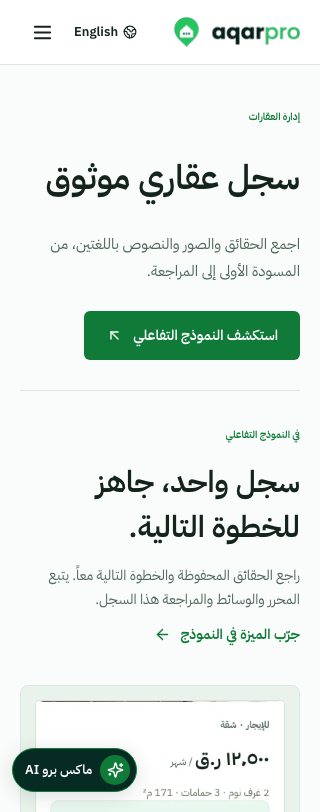 aqarpro
English
إدارة العقارات
سجل عقاري موثوق
اجمع الحقائق والصور والنصوص باللغتين، من
المسودة الأولى إلى المراجعة.
استكشف النموذج التفاعلي
في النموذج التفاعلي
سجل واحد، جاهز
للخطوة التالية.
راجع الحقائق المحفوظة والخطوة التالية معاً. يتبع
المحرر والوسائط والمراجعة هذا السجل.
جرّب الميزة في النموذج
للإيجار · شقة
١٢٬٥٠٠ ر.ق / شهر
2 غرف نوم · 3 حمامات · 171 م²
ماكس برو AI